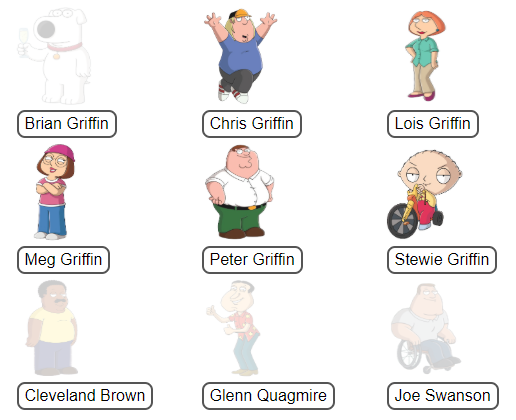 Brian Griffin
Chris Griffin
Lois Griffin
Meg Griffin
Peter Griffin
Stewie Griffin
Cleveland Brown
Glenn Quagmire
Joe Swanson